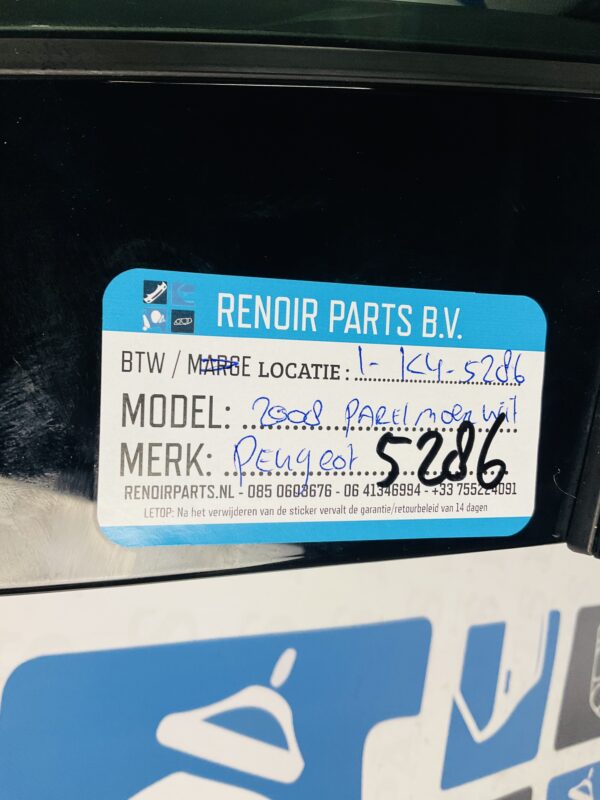 RENOIR PARTS B.V.
BTW / MARGE LOCATIE: 1-K4-5286
MODEL: 2008 PARELMOER WIT
MERK: PEUGEOT 5286
RENOIRPARTS.NL - 085 0603676 - 06 41346994 - +33 755224091
LETOP: Na het verwijderen van de sticker vervalt de garantie/retourbeleid van 14 dagen